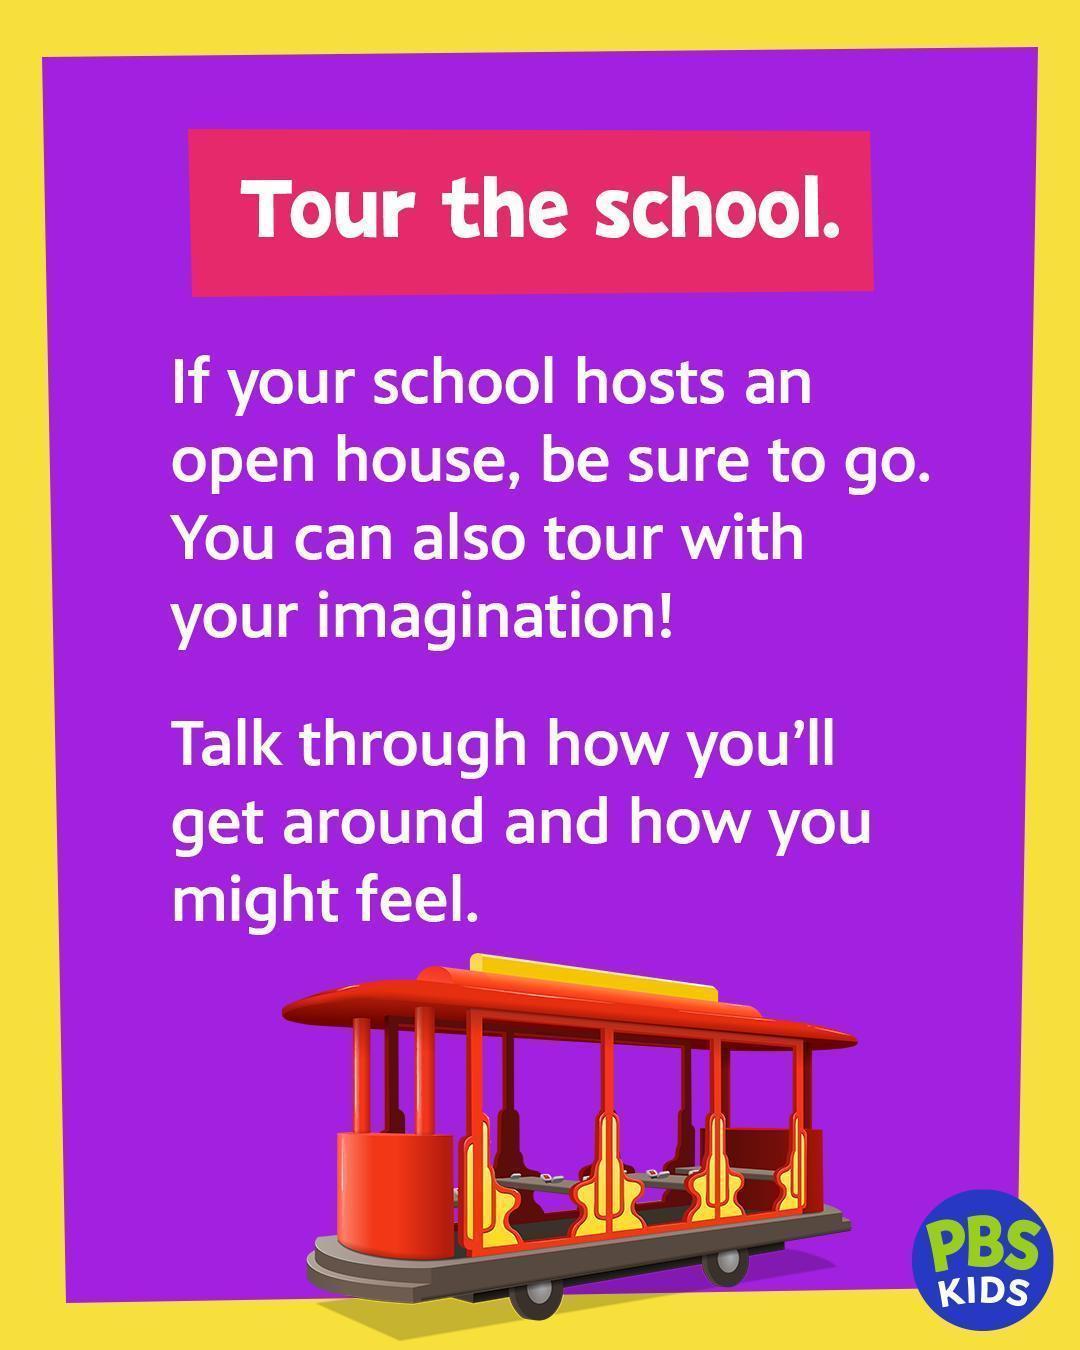 Tour the school.
If your school hosts an
open house, be sure to go.
You can also tour with
your imagination!
Talk through how you’ll
get around and how you
might feel.
PBS
KIDS